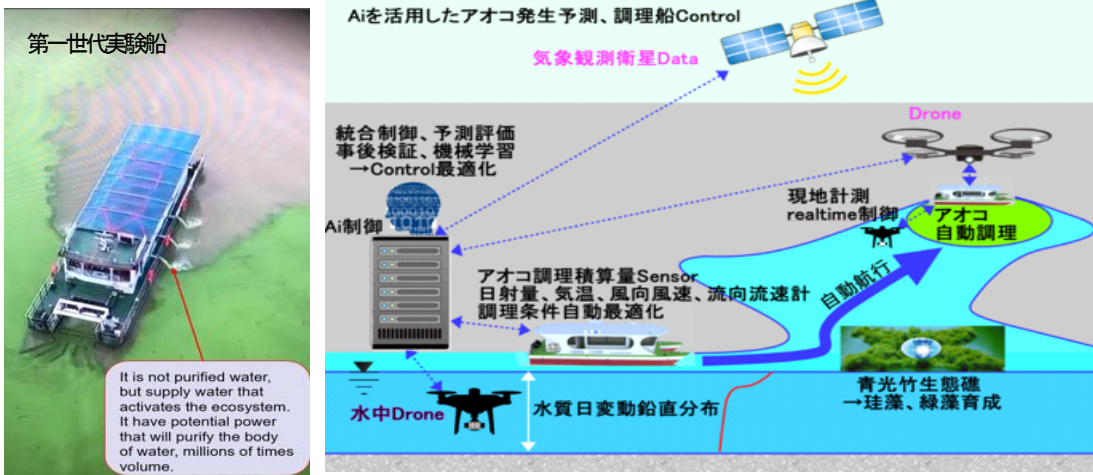 第一世代実験船
It is not purified water,
but supply water that
activates the ecosystem.
It have potential power
that will purify the body
of water, millions of times
volume.
Aiを活用したアオコ発生予測、調理船Control
気象観測衛星Data
Drone
統合制御、予測評価
事後検証、機械学習
→Control最適化
Ai制御
現地計測
realtime制御
アオコ
自動調理
自動航行
アオコ調理積算量Sensor
日射量、気温、風向風速、流向流速計
調理条件自動最適化
水中Drone
水質日変動鉛直分布
青光竹生態礁
→珪藻、緑藻育成